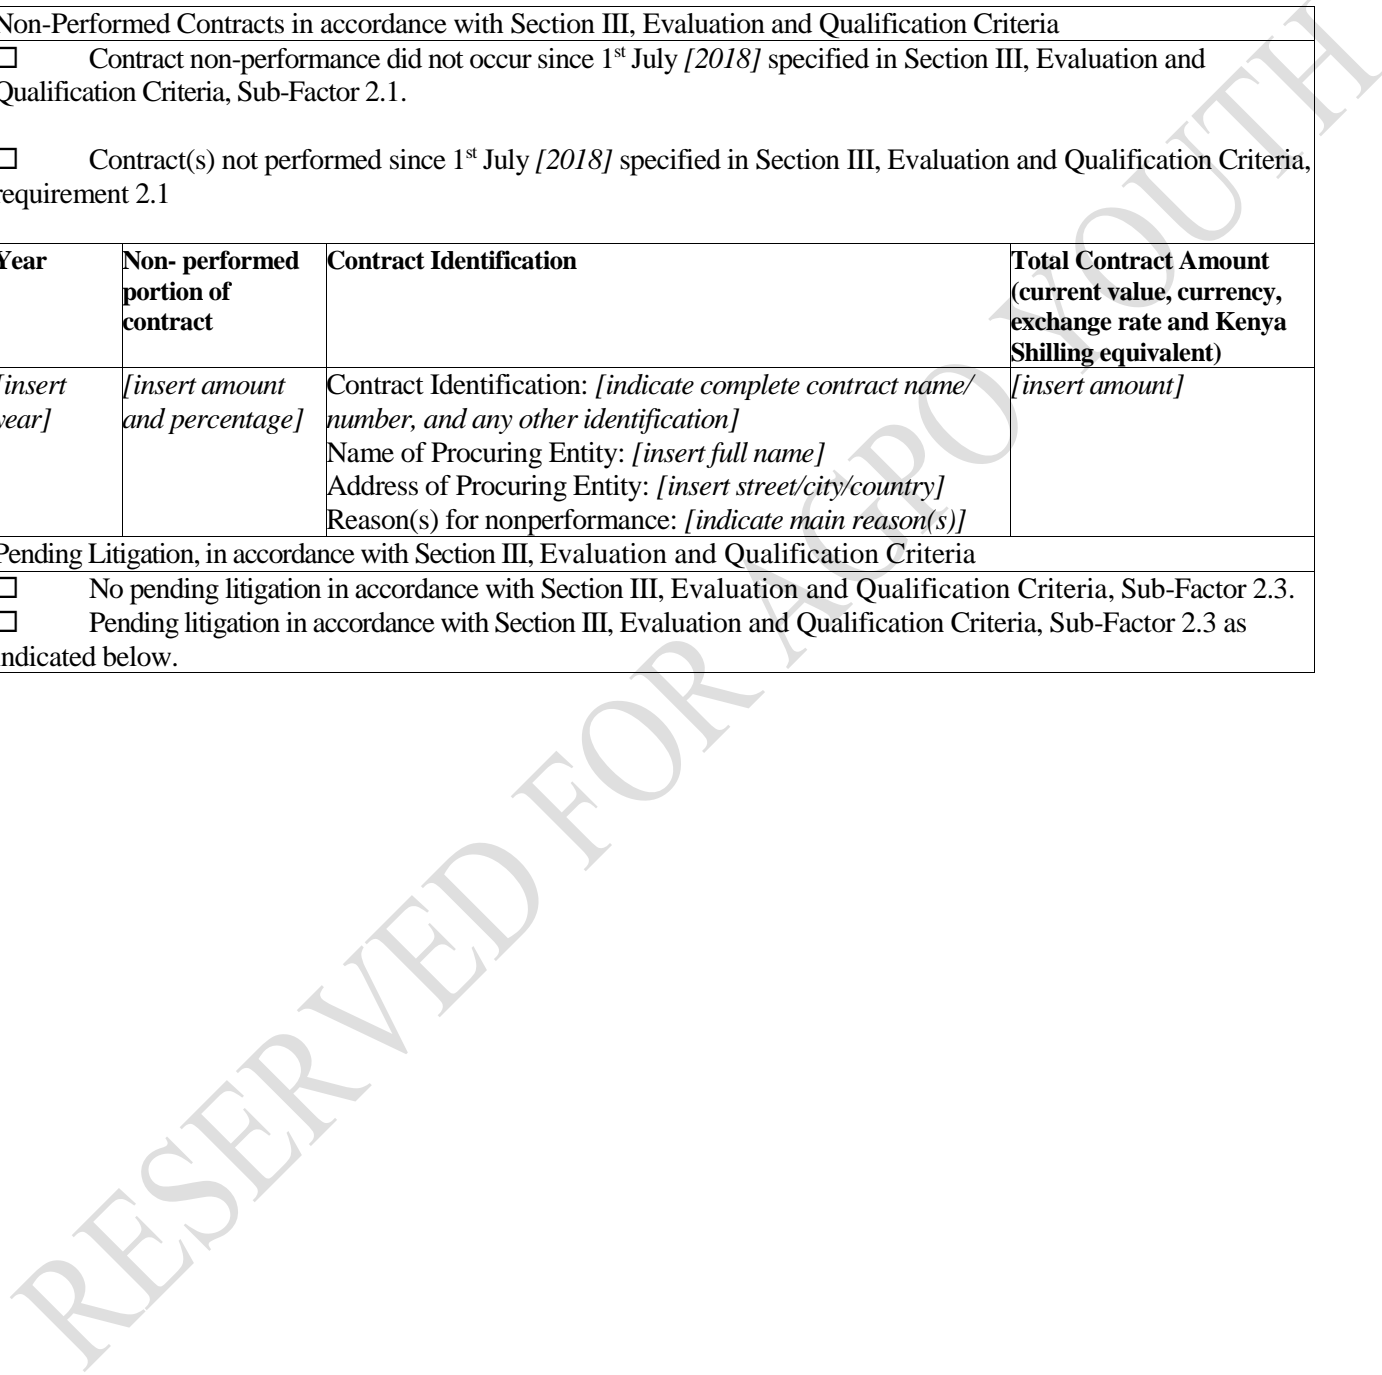 Non-Performed Contracts in accordance with Section III, Evaluation and Qualification Criteria
☐ Contract non-performance did not occur since 1st July [2018] specified in Section III, Evaluation and
Qualification Criteria, Sub-Factor 2.1.
☐ Contract(s) not performed since 1st July [2018] specified in Section III, Evaluation and Qualification Criteria,
requirement 2.1
Year
Non- performed
portion of
contract
Contract Identification
Total Contract Amount
(current value, currency,
exchange rate and Kenya
Shilling equivalent)
[insert
year]
[insert amount
and percentage]
Contract Identification: [indicate complete contract name/
number, and any other identification]
Name of Procuring Entity: [insert full name]
Address of Procuring Entity: [insert street/city/country]
Reason(s) for nonperformance: [indicate main reason(s)]
[insert amount]
Pending Litigation, in accordance with Section III, Evaluation and Qualification Criteria
☐ No pending litigation in accordance with Section III, Evaluation and Qualification Criteria, Sub-Factor 2.3.
☐ Pending litigation in accordance with Section III, Evaluation and Qualification Criteria, Sub-Factor 2.3 as
indicated below.
RESERVED FOR AGPO YOUTH